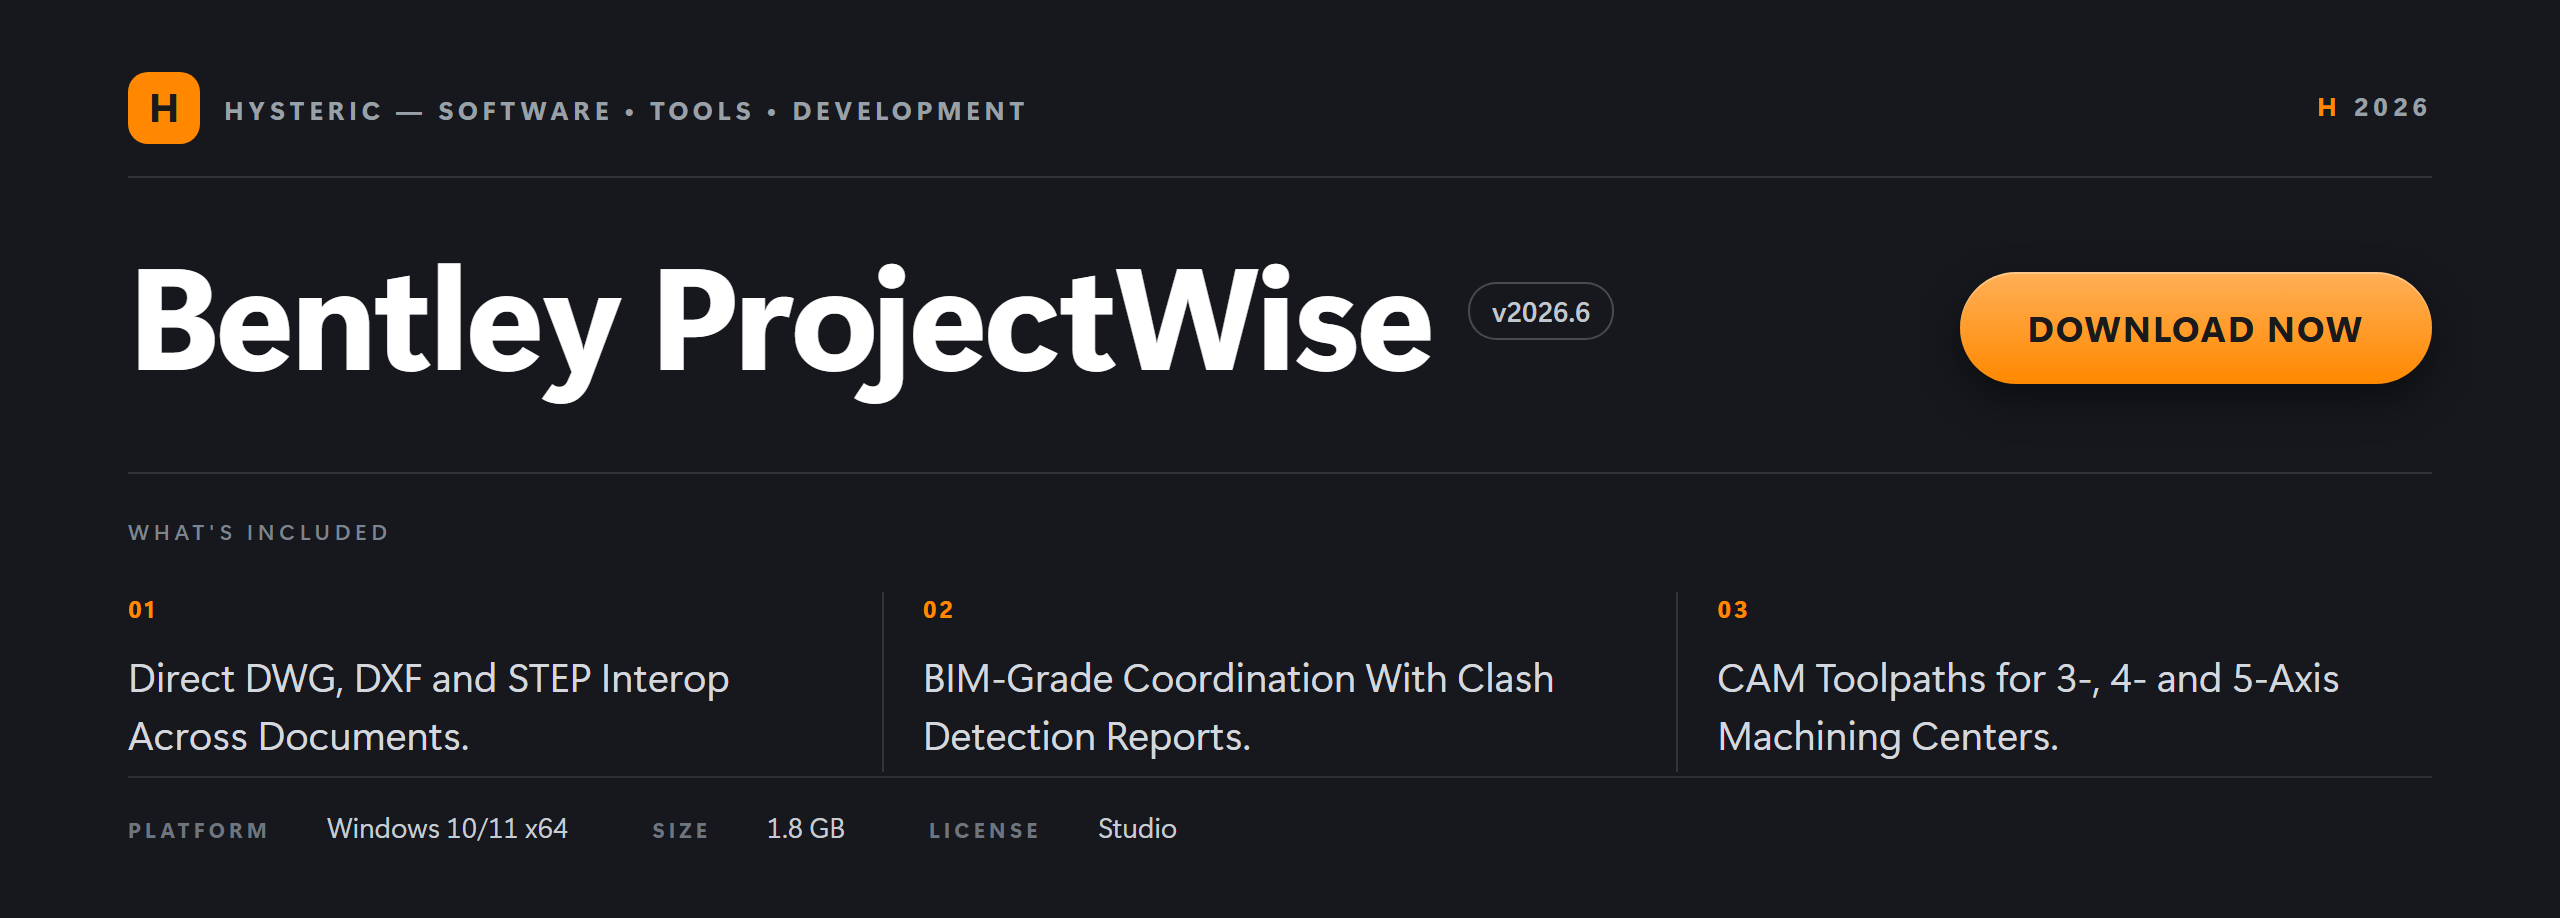 H HYSTERIC — SOFTWARE • TOOLS • DEVELOPMENT
H 2026
Bentley ProjectWise v2026.6
DOWNLOAD NOW
WHAT'S INCLUDED
01
Direct DWG, DXF and STEP Interop
Across Documents.
02
BIM-Grade Coordination With Clash
Detection Reports.
03
CAM Toolpaths for 3-, 4- and 5-Axis
Machining Centers.
PLATFORM Windows 10/11 x64 SIZE 1.8 GB LICENSE Studio